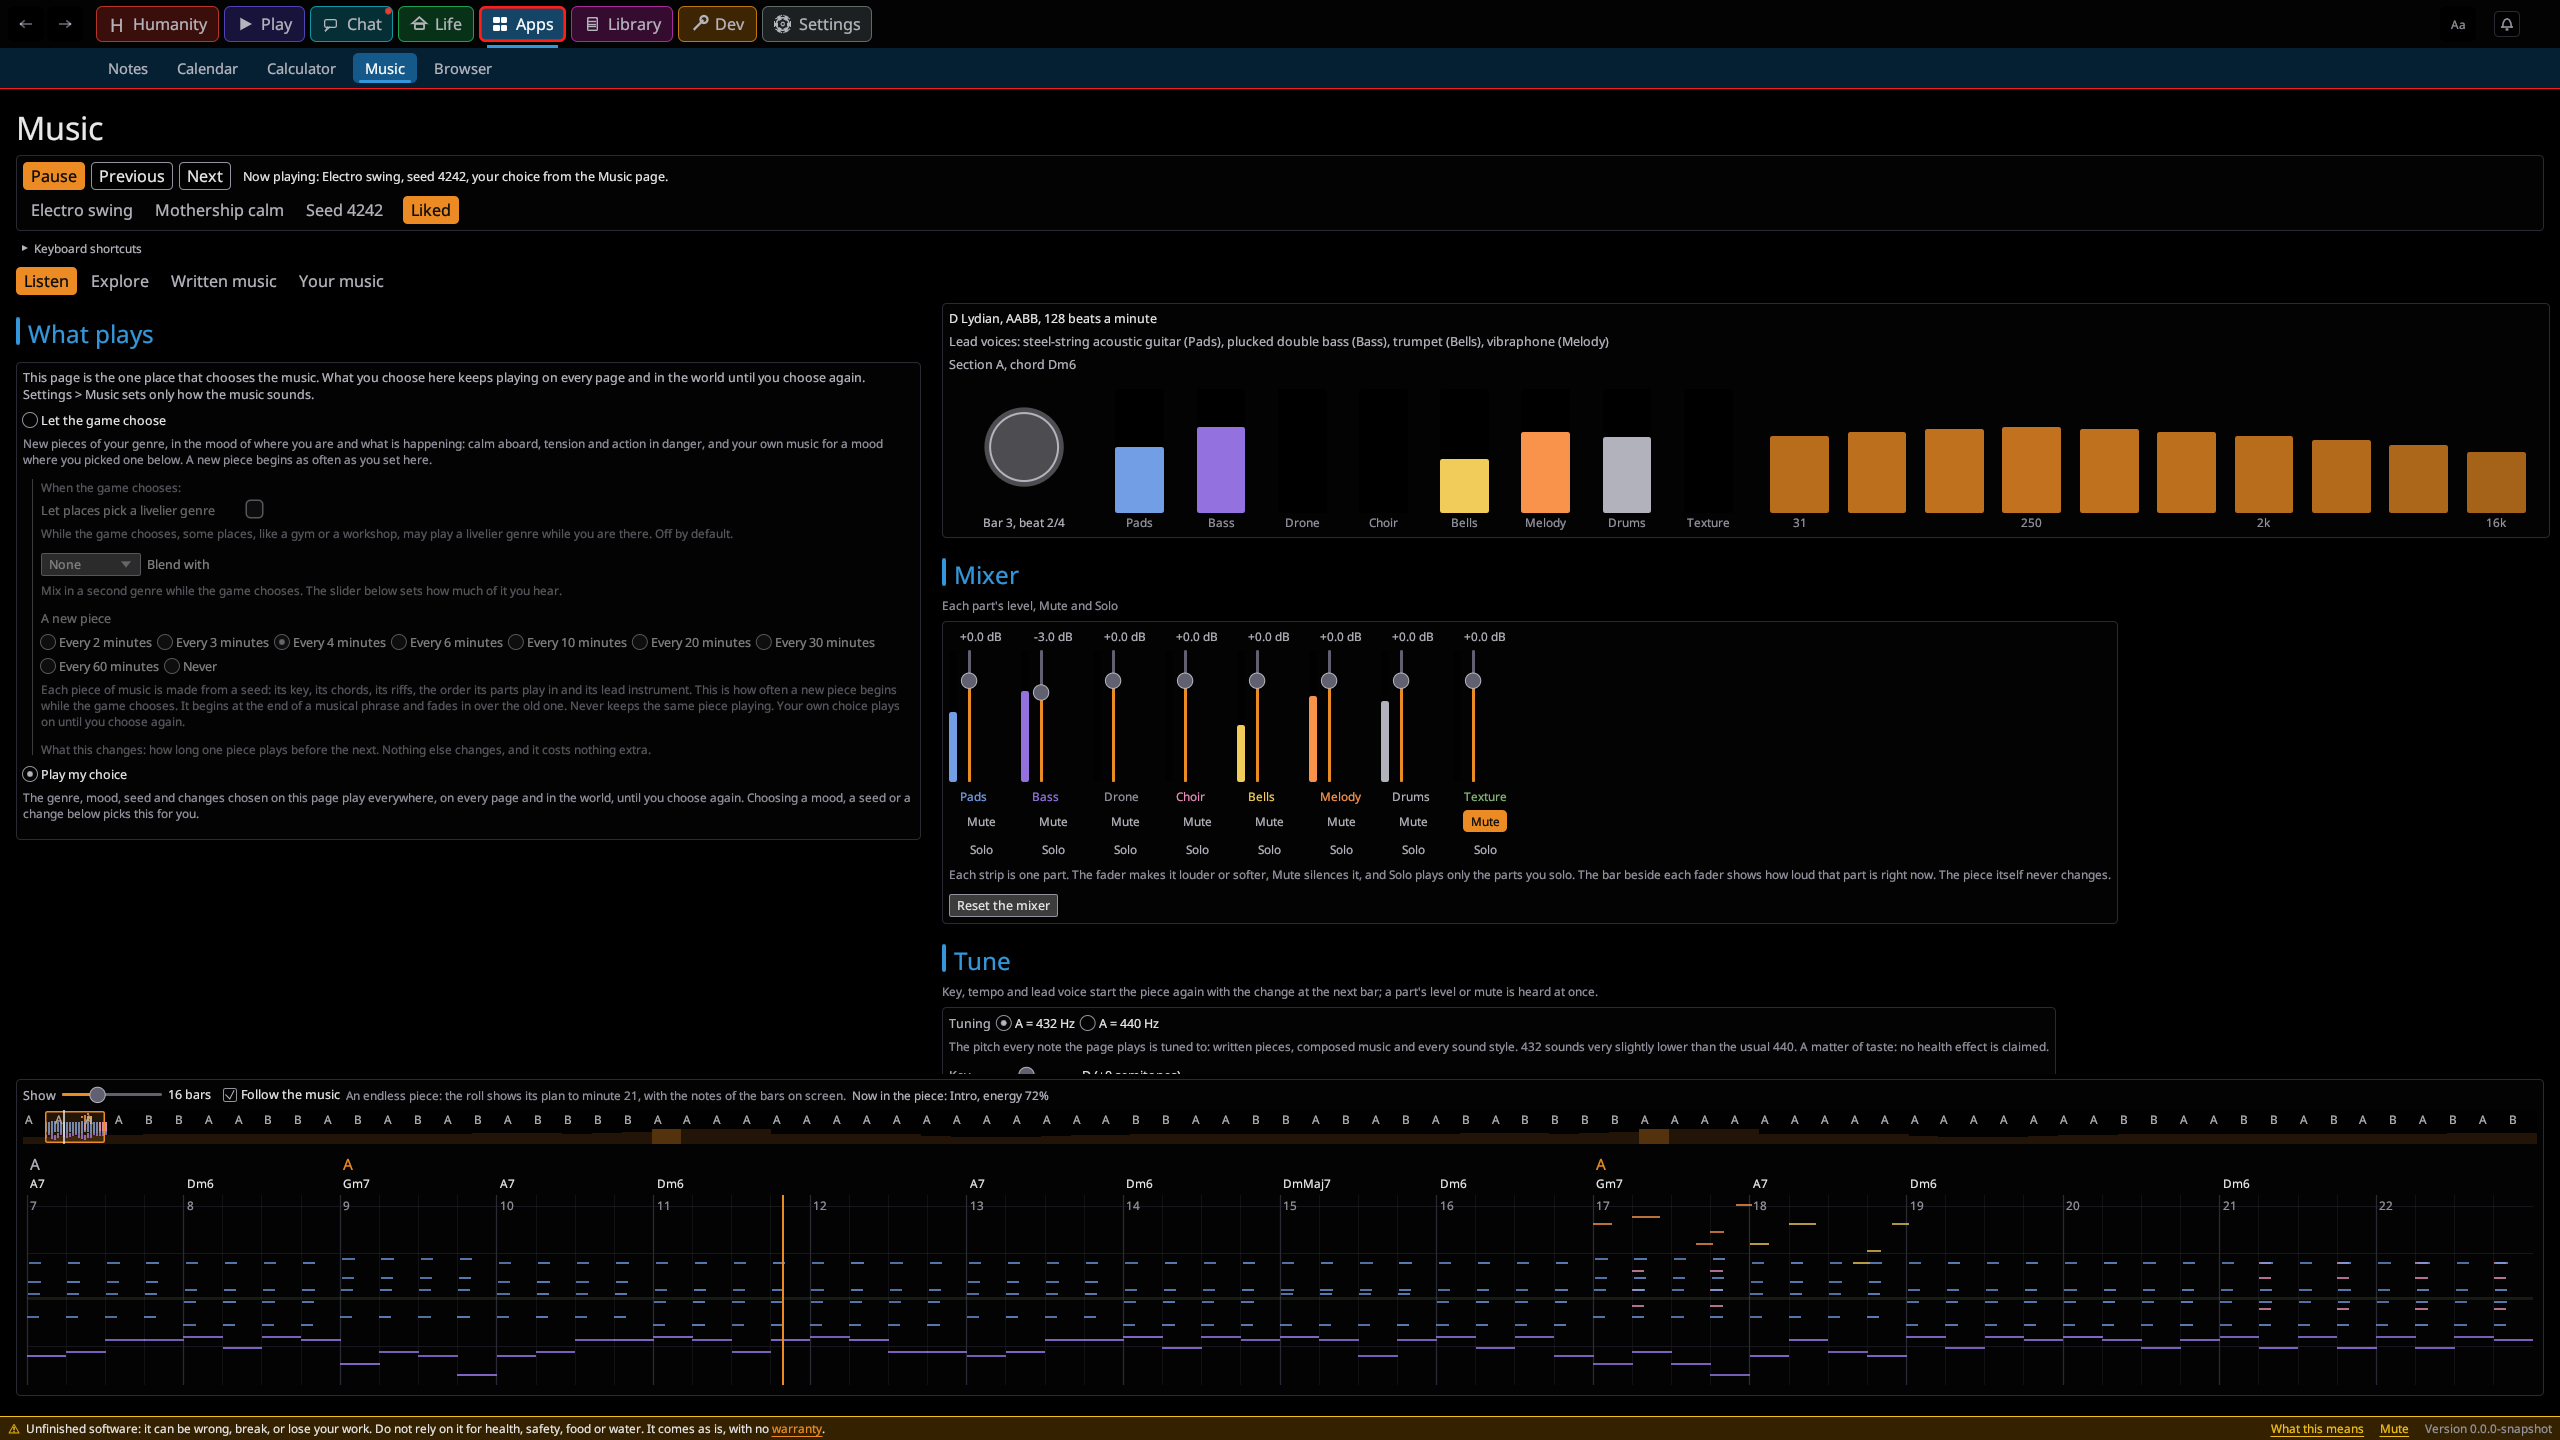 Humanity Play Chat Life Apps Library Dev Settings Aa
Notes Calendar Calculator Music Browser
Music
Pause Previous Next Now playing: Electro swing, seed 4242, your choice from the Music page.
Electro swing Mothership calm Seed 4242 Liked
Keyboard shortcuts
Listen Explore Written music Your music
What plays
This page is the one place that chooses the music. What you choose here keeps playing on every page and in the world until you choose again.
Settings > Music sets only how the music sounds.
Let the game choose
New pieces of your genre, in the mood of where you are and what is happening: calm aboard, tension and action in danger, and your own music for a mood
where you picked one below. A new piece begins as often as you set here.
When the game chooses:
Let places pick a livelier genre
While the game chooses, some places, like a gym or a workshop, may play a livelier genre while you are there. Off by default.
None Blend with
Mix in a second genre while the game chooses. The slider below sets how much of it you hear.
A new piece
Every 2 minutes Every 3 minutes Every 4 minutes Every 6 minutes Every 10 minutes Every 20 minutes Every 30 minutes
Every 60 minutes Never
Each piece of music is made from a seed: its key, its chords, its riffs, the order its parts play in and its lead instrument. This is how often a new piece begins
while the game chooses. It begins at the end of a musical phrase and fades in over the old one. Never keeps the same piece playing. Your own choice plays
on until you choose again.
What this changes: how long one piece plays before the next. Nothing else changes, and it costs nothing extra.
Play my choice
The genre, mood, seed and changes chosen on this page play everywhere, on every page and in the world, until you choose again. Choosing a mood, a seed or a
change below picks this for you.
D Lydian, AABB, 128 beats a minute
Lead voices: steel-string acoustic guitar (Pads), plucked double bass (Bass), trumpet (Bells), vibraphone (Melody)
Section A, chord Dm6
Bar 3, beat 2/4 Pads Bass Drone Choir Bells Melody Drums Texture 31 250 2k 16k
Mixer
Each part's level, Mute and Solo
+0.0 dB -3.0 dB +0.0 dB +0.0 dB +0.0 dB +0.0 dB +0.0 dB +0.0 dB
Pads Bass Drone Choir Bells Melody Drums Texture
Mute Mute Mute Mute Mute Mute Mute Mute
Solo Solo Solo Solo Solo Solo Solo Solo
Each strip is one part. The fader makes it louder or softer, Mute silences it, and Solo plays only the parts you solo. The bar beside each fader shows how loud that part is right now. The piece itself never changes.
Reset the mixer
Tune
Key, tempo and lead voice start the piece again with the change at the next bar; a part's level or mute is heard at once.
Tuning A = 432 Hz A = 440 Hz
The pitch every note the page plays is tuned to: written pieces, composed music and every sound style. 432 sounds very slightly lower than the usual 440. A matter of taste: no health effect is claimed.
Show 16 bars Follow the music An endless piece: the roll shows its plan to minute 21, with the notes of the bars on screen. Now in the piece: Intro, energy 72%
A A A A B B A A B B A B A B A B A B B B B A A A A A A A A A A A A A A A A B B A A B B A B A B A B A B B B B A A A A A A A A A A A A A A A A B B A A B B A B A B A B
A A A
A7 Dm6 Gm7 A7 Dm6 A7 Dm6 DmMaj7 Dm6 Gm7 A7 Dm6 Dm6
7 8 9 10 11 12 13 14 15 16 17 18 19 20 21 22
Unfinished software: it can be wrong, break, or lose your work. Do not rely on it for health, safety, food or water. It comes as is, with no warranty. What this means Mute Version 0.0.0-snapshot